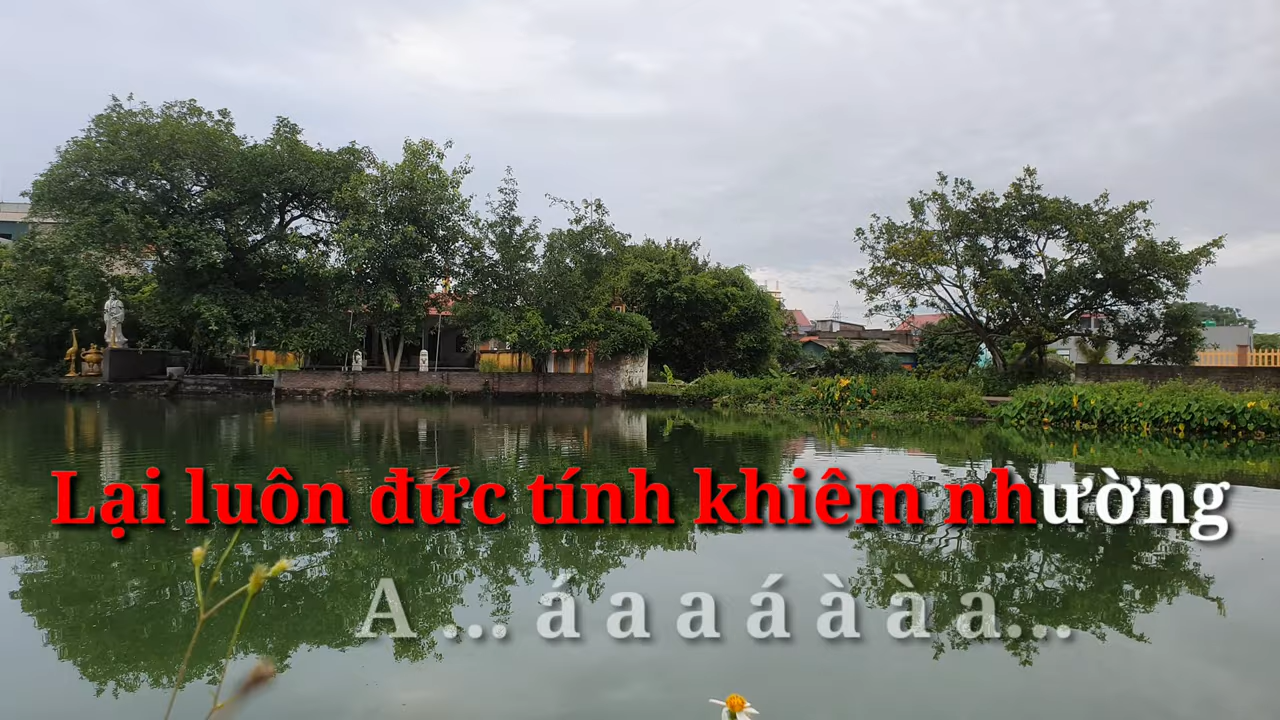 Lại luôn đức tính khiêm nhường
A ... á a a á à à a...